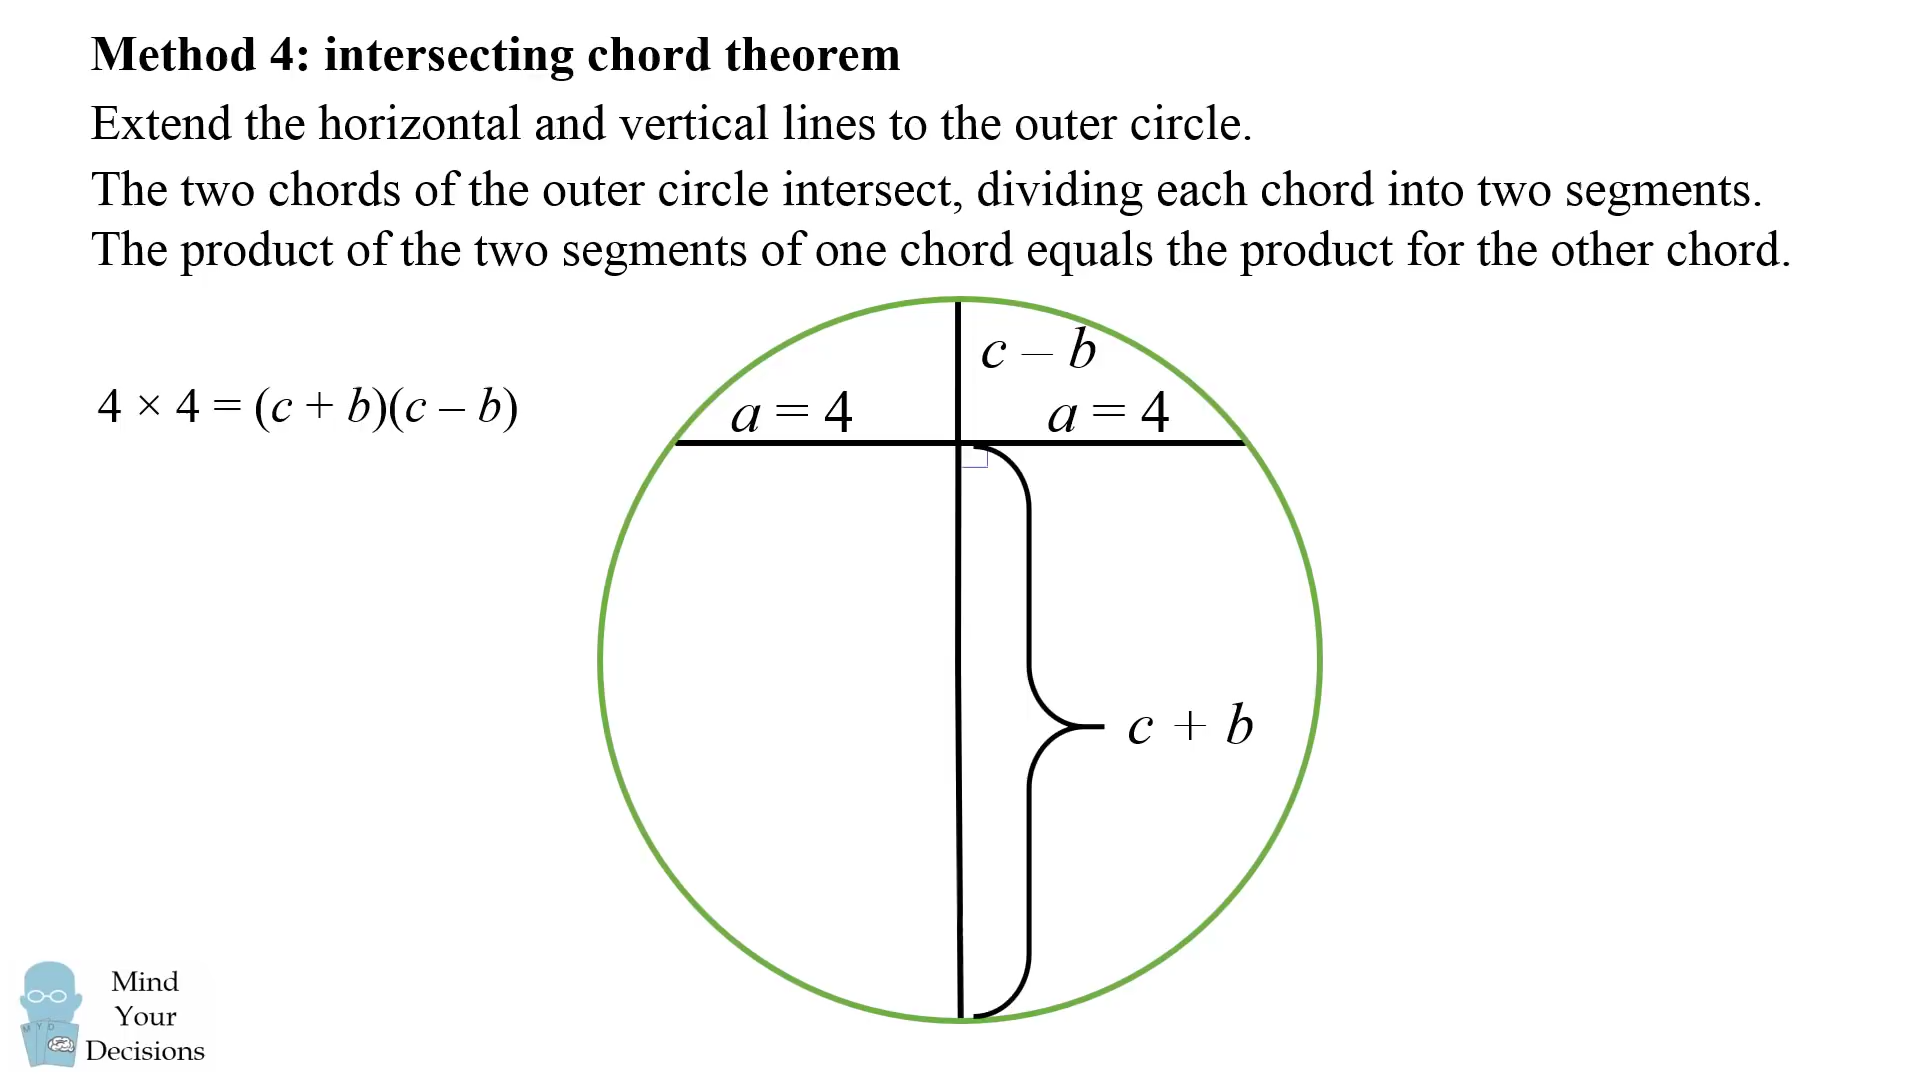 Method 4: intersecting chord theorem
Extend the horizontal and vertical lines to the outer circle.
The two chords of the outer circle intersect, dividing each chord into two segments.
The product of the two segments of one chord equals the product for the other chord.
c – b
4 × 4 = (c + b)(c – b)
a = 4
a = 4
c + b
M Y D
Mind
Your
Decisions